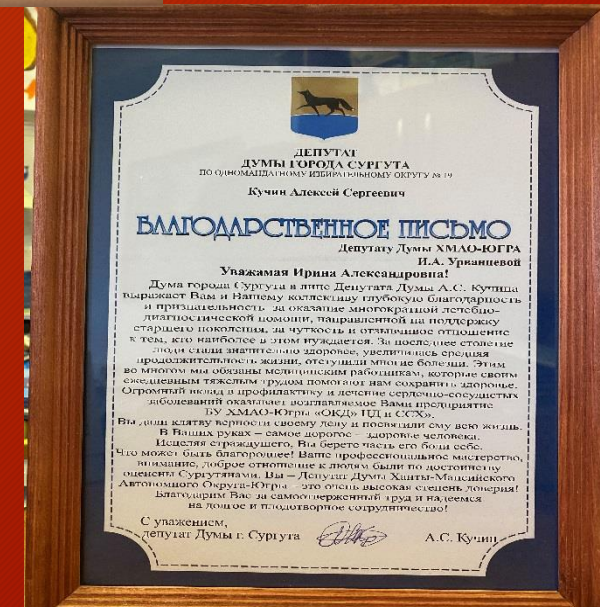 ДЕПУТАТ
ДУМЫ ГОРОДА СУРГУТА
ПО ОДНОМАНДАТНОМУ ИЗБИРАТЕЛЬНОМУ ОКРУГУ № 19
Кучин Алексей Сергеевич
БЛАГОДАРСТВЕННОЕ ПИСЬМО
Депутату Думы ХМАО-ЮГРА
И.А. Урванцевой
Уважамая Ирина Александровна!
Дума города Сургута в лице Депутата Думы А.С. Кучина
выражает Вам и Вашему коллективу глубокую благодарность
и признательность за оказание многократной лечебно-
диагностической помощи, направленной на поддержку
старшего поколения, за чуткость и отзывчивое отношение
к тем, кто наиболее в этом нуждается. За последнее столетие
люди стали значительно здоровее, увеличилась средняя
продолжительность жизни, отступили многие болезни. Этим
во многом мы обязаны медицинским работникам, которые своим
ежедневным тяжелым трудом помогают нам сохранить здоровье.
Огромный вклад в профилактику и лечение сердечно-сосудистых
заболеваний оказывает возглавляемое Вами предприятие
БУ ХМАО-Югры «ОКД» ЦД и ССХ».
Вы дали клятву верности своему делу и посвятили ему всю жизнь.
В Ваших руках – самое дорогое – здоровье человека.
Исцеляя страждущего, Вы берете часть его боли себе.
Что может быть благороднее! Ваше профессиональное мастерство,
внимание, доброе отношение к людям были по достоинству
оценены Сургутянами. Вы – Депутат Думы Ханты-Мансийского
Автономного Округа-Югры – это очень высокая степень доверия!
Благодарим Вас за самоотверженный труд и надеемся
на долгое и плодотворное сотрудничество!
С уважением,
депутат Думы г. Сургута А.С. Кучин